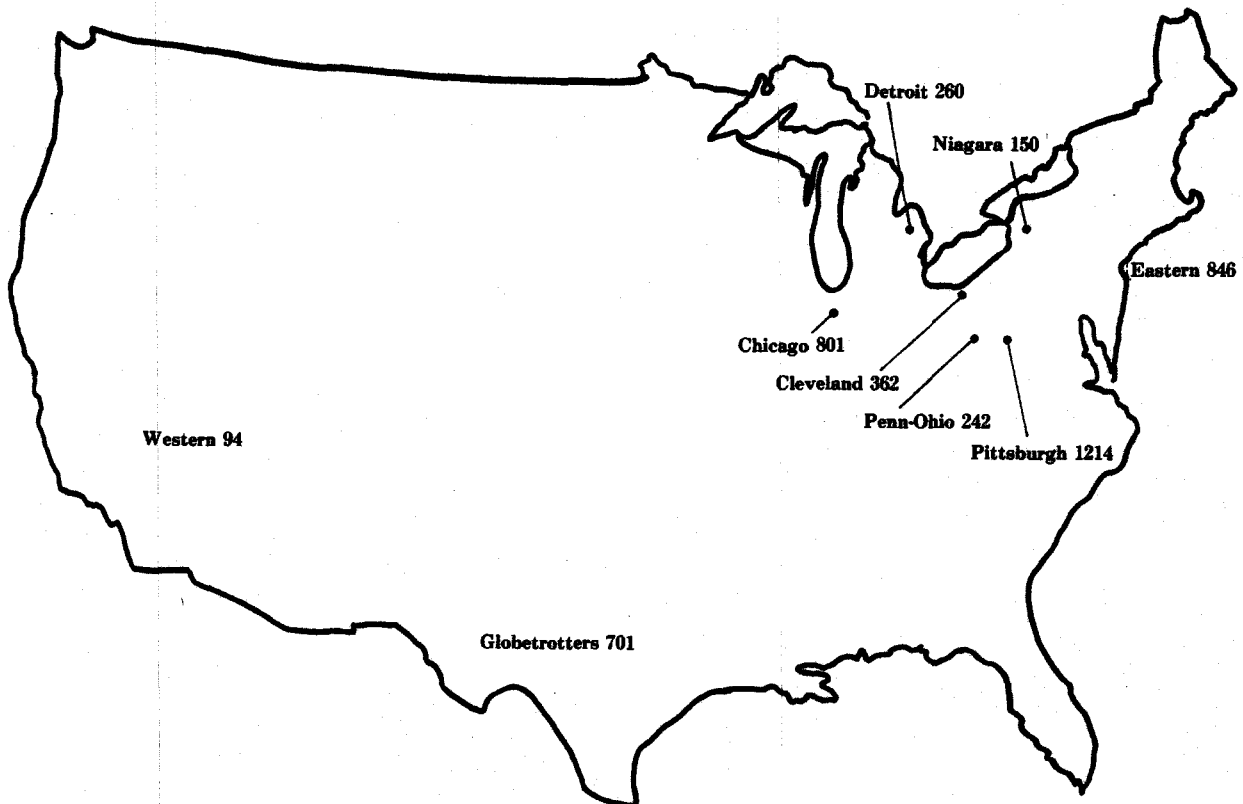 Detroit 260
Niagara 150
Eastern 846
Chicago 801
Cleveland 362
Penn-Ohio 242
Western 94
Pittsburgh 1214
Globetrotters 701